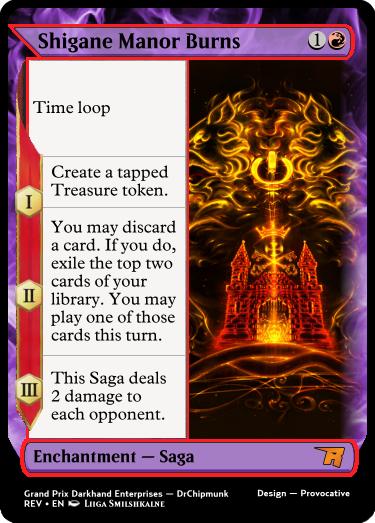 Shigane Manor Burns 1
Time loop
I
Create a tapped
Treasure token.
II
You may discard
a card. If you do,
exile the top two
cards of your
library. You may
play one of those
cards this turn.
III
This Saga deals
2 damage to
each opponent.
Enchantment — Saga
Grand Prix Darkhand Enterprises — DrChipmunk
Design — Provocative
REV • EN Liiga Smilshkalne